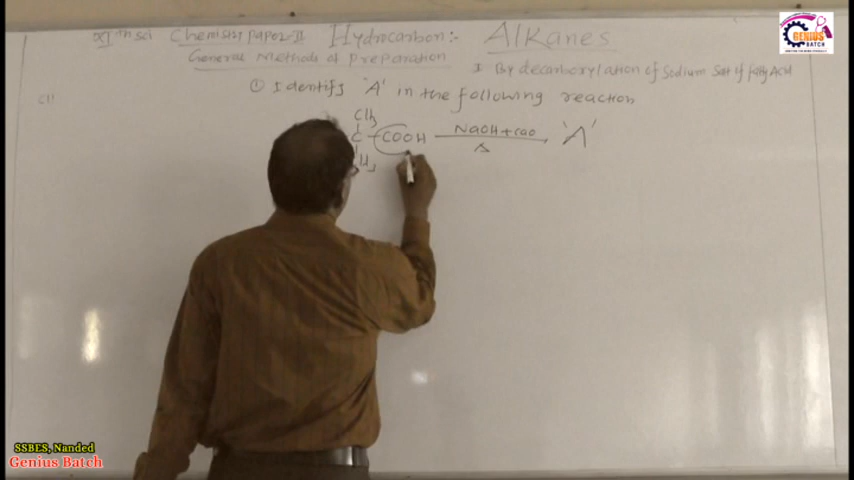 XIth sci Chemistry paper-II Hydrocarbon:- Alkanes
General Methods of preparation
I By decarboxylation of Sodium Salt of fatty Acid
① Identify 'A' in the following reaction
CH
CH3
C - COOH NaOH + CaO 'A'
Δ
H3
GENIUS
BATCH
SSBES, Nanded
Genius Batch